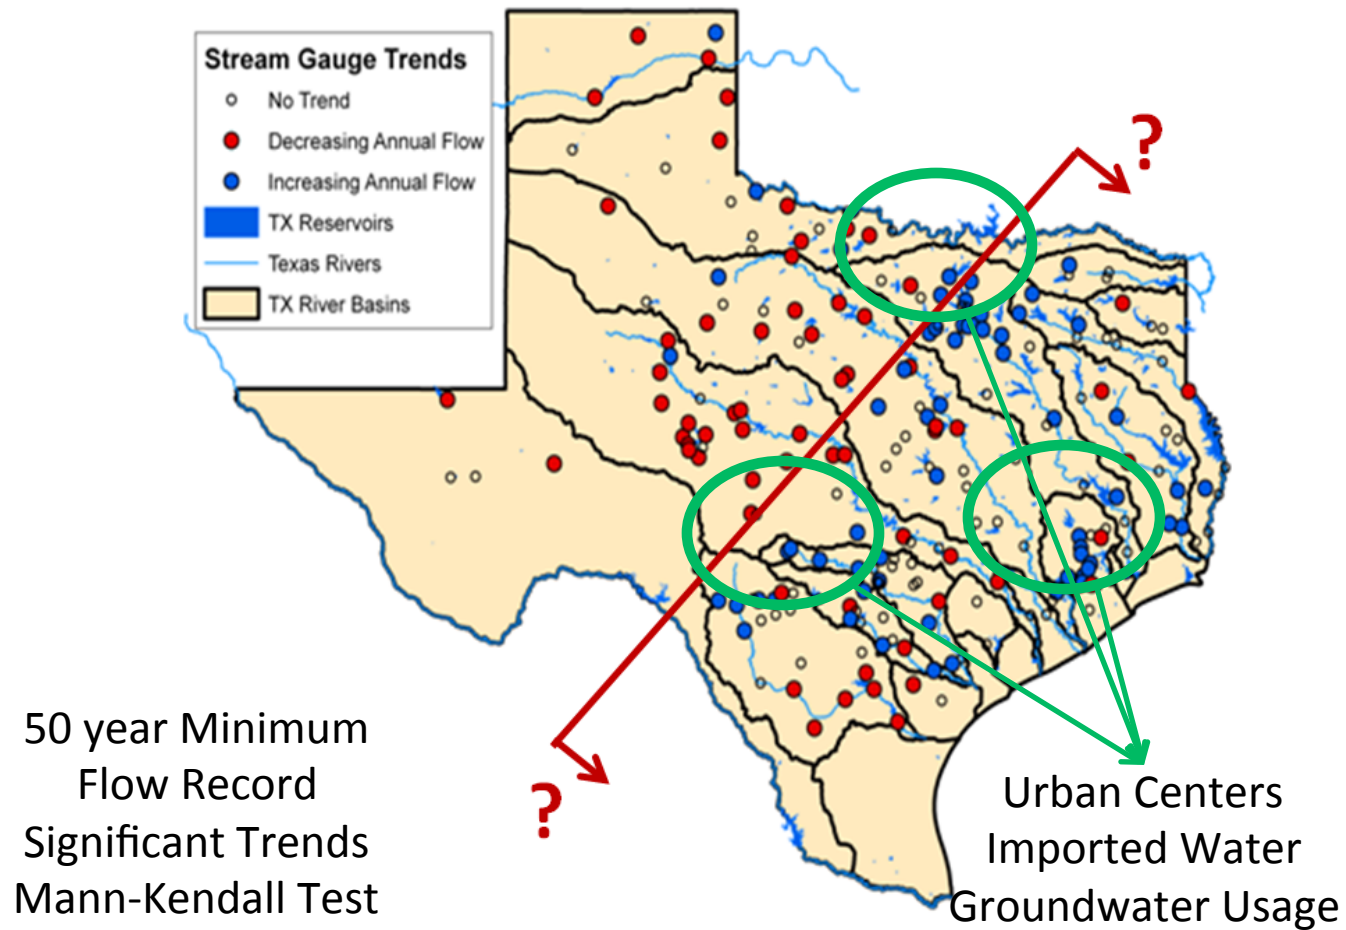 Stream Gauge Trends
No Trend
Decreasing Annual Flow
Increasing Annual Flow
TX Reservoirs
Texas Rivers
TX River Basins
?
?
50 year Minimum
Flow Record
Significant Trends
Mann-Kendall Test
Urban Centers
Imported Water
Groundwater Usage